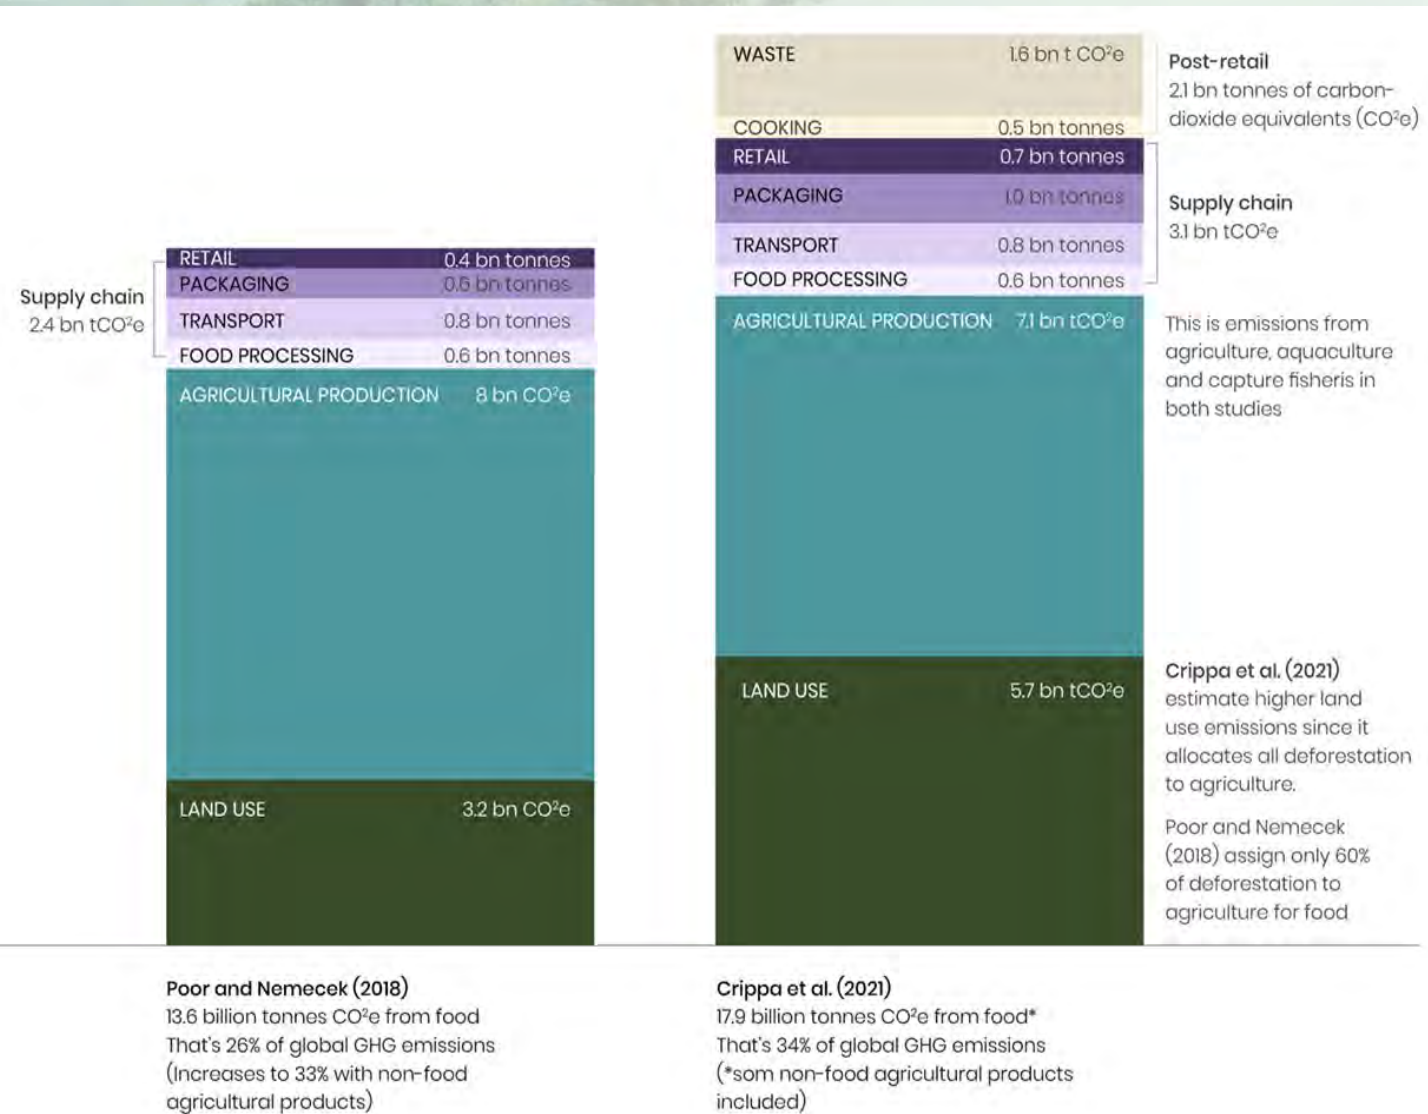 WASTE 1.6 bn t CO²e
COOKING 0.5 bn tonnes
RETAIL 0.7 bn tonnes
PACKAGING 1.0 bn tonnes
TRANSPORT 0.8 bn tonnes
FOOD PROCESSING 0.6 bn tonnes
AGRICULTURAL PRODUCTION 7.1 bn tCO²e
LAND USE 5.7 bn tCO²e
Post-retail
2.1 bn tonnes of carbon-
dioxide equivalents (CO²e)
Supply chain
3.1 bn tCO²e
This is emissions from
agriculture, aquaculture
and capture fisheris in
both studies
Crippa et al. (2021)
estimate higher land
use emissions since it
allocates all deforestation
to agriculture.
Poor and Nemecek
(2018) assign only 60%
of deforestation to
agriculture for food
Supply chain
2.4 bn tCO²e
RETAIL 0.4 bn tonnes
PACKAGING 0.6 bn tonnes
TRANSPORT 0.8 bn tonnes
FOOD PROCESSING 0.6 bn tonnes
AGRICULTURAL PRODUCTION 8 bn CO²e
LAND USE 3.2 bn CO²e
Poor and Nemecek (2018)
13.6 billion tonnes CO²e from food
That's 26% of global GHG emissions
(Increases to 33% with non-food
agricultural products)
Crippa et al. (2021)
17.9 billion tonnes CO²e from food*
That's 34% of global GHG emissions
(*som non-food agricultural products
included)